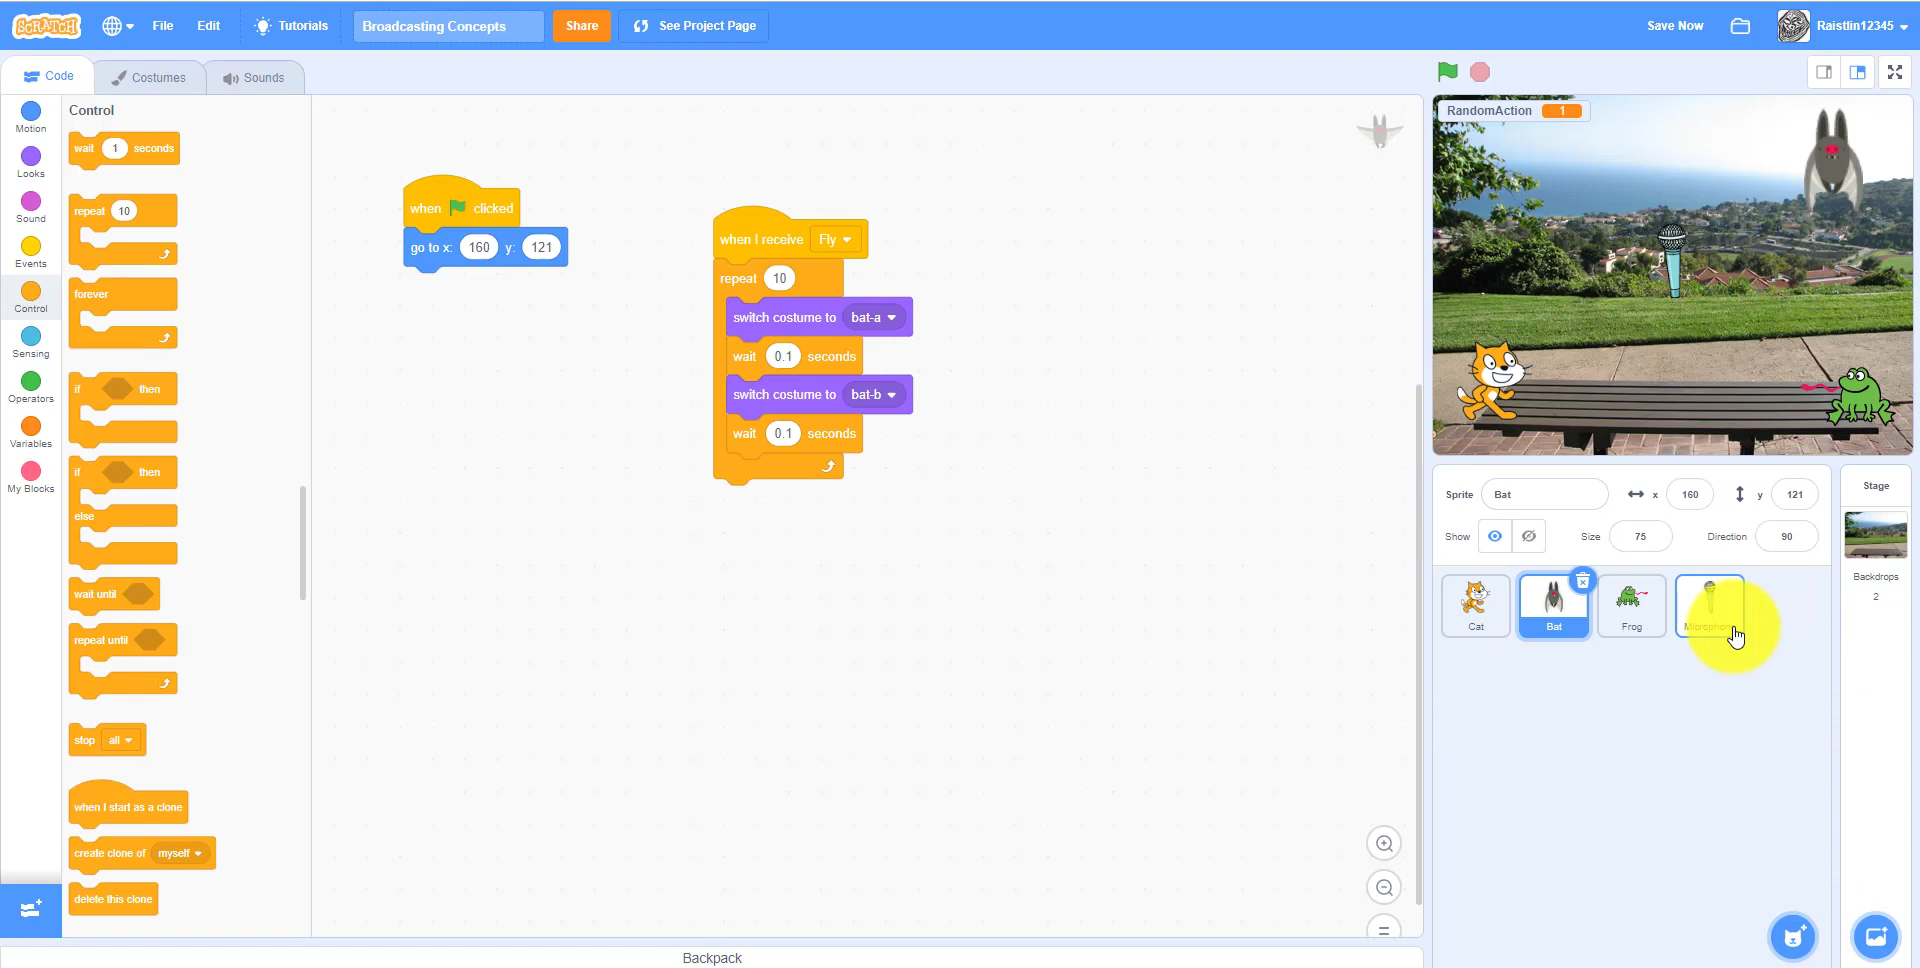 SCRATCH
File
Edit
Tutorials
Broadcasting Concepts
Share
See Project Page
Save Now
Raistlin12345
Code
Costumes
Sounds
Motion
Looks
Sound
Events
Control
Sensing
Operators
Variables
My Blocks
Control
wait 1 seconds
repeat 10
forever
if then
if then
else
wait until
repeat until
stop all
when I start as a clone
create clone of myself
delete this clone
when clicked
go to x: 160 y: 121
when I receive Fly
repeat 10
switch costume to bat-a
wait 0.1 seconds
switch costume to bat-b
wait 0.1 seconds
Backpack
RandomAction 1
Sprite Bat x 160 y 121
Show Size 75 Direction 90
Cat
Bat
Frog
Microphone
Stage
Backdrops
2